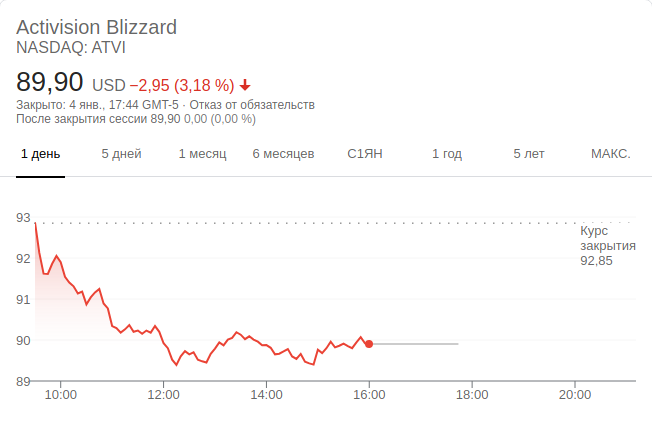 Activision Blizzard
NASDAQ: ATVI
89,90 USD −2,95 (3,18 %)
Закрыто: 4 янв., 17:44 GMT-5 · Отказ от обязательств
После закрытия сессии 89,90 0,00 (0,00 %)
1 день 5 дней 1 месяц 6 месяцев С1ЯН 1 год 5 лет МАКС.
93
Курс
закрытия
92,85
92
91
90
89
10:00 12:00 14:00 16:00 18:00 20:00